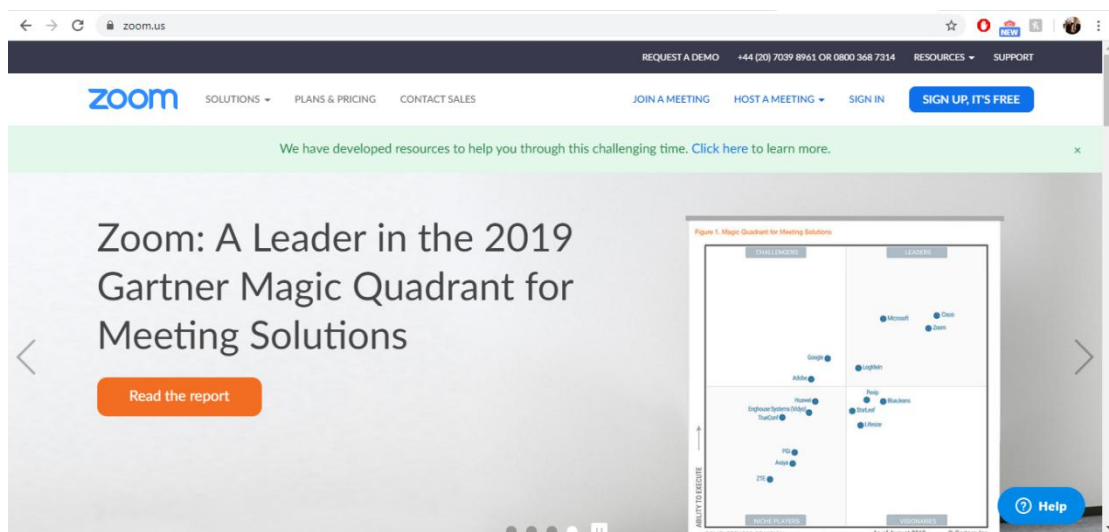 zoom.us
NEW
REQUEST A DEMO +44 (20) 7039 8961 OR 0800 368 7314 RESOURCES SUPPORT
zoom SOLUTIONS PLANS & PRICING CONTACT SALES JOIN A MEETING HOST A MEETING SIGN IN SIGN UP, IT'S FREE
We have developed resources to help you through this challenging time. Click here to learn more. ×
Zoom: A Leader in the 2019
Gartner Magic Quadrant for
Meeting Solutions
Read the report
Figure 1. Magic Quadrant for Meeting Solutions
CHALLENGERS LEADERS
Microsoft Cisco
Zoom
Google
LogMeIn
Adobe
Pexip
Huawei BlueJeans
Enghouse Systems (Vidyo) StarLeaf
TrueConf
Lifesize
PGi
Avaya
ZTE
ABILITY TO EXECUTE
NICHE PLAYERS VISIONARIES
Help